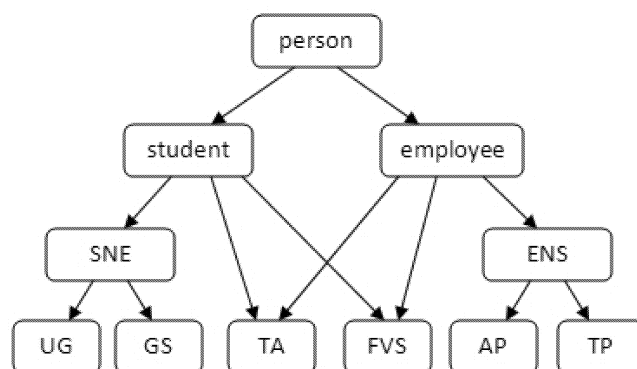 person
student
employee
SNE
ENS
UG
GS
TA
FVS
AP
TP